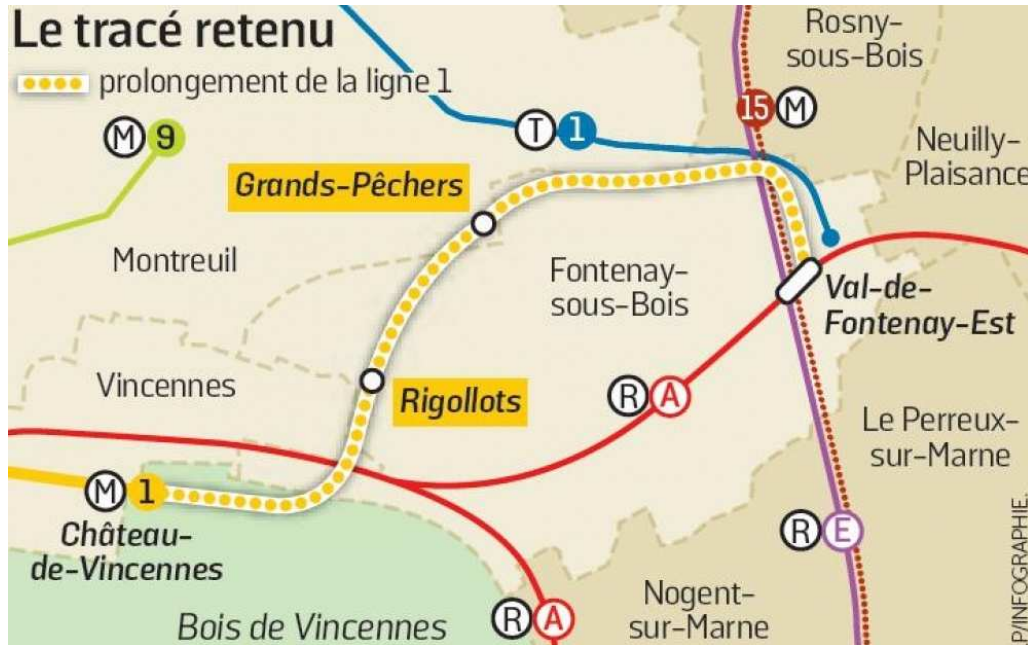 Le tracé retenu
prolongement de la ligne 1
Rosny-
sous-Bois
15 M
M 9
T 1
Neuilly-
Plaisance
Grands-Pêchers
Montreuil
Fontenay-
sous-Bois
Val-de-
Fontenay-Est
Vincennes
Rigollots
R A
Le Perreux-
sur-Marne
M 1
Château-
de-Vincennes
R E
Bois de Vincennes
R A
Nogent-
sur-Marne
P/INFOGRAPHIE.